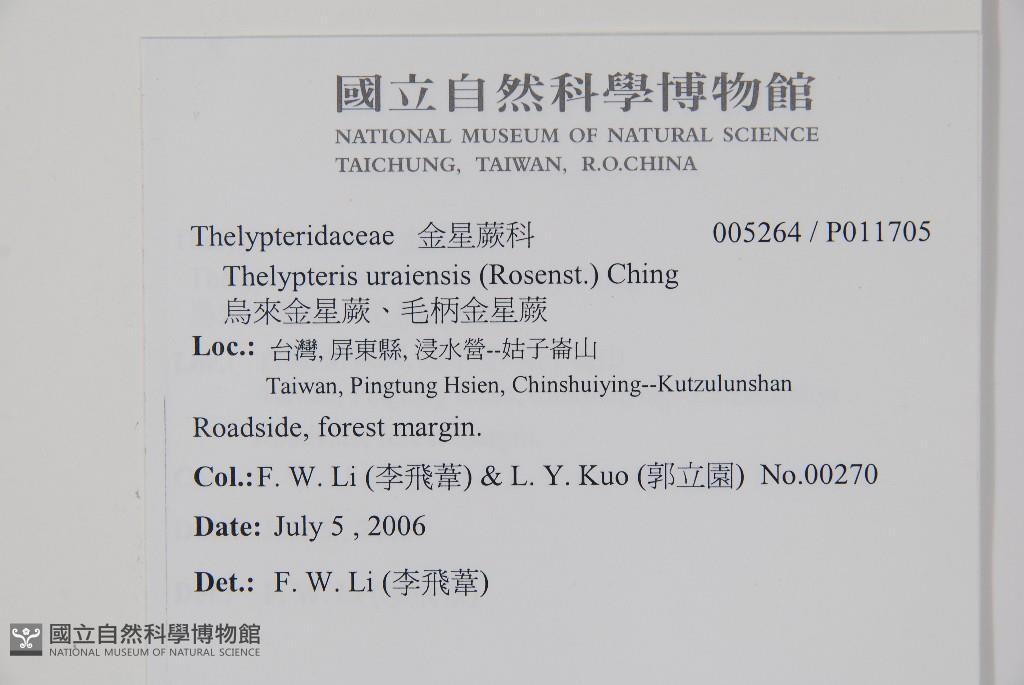 國立自然科學博物館
NATIONAL MUSEUM OF NATURAL SCIENCE
TAICHUNG, TAIWAN, R.O.CHINA
Thelypteridaceae 金星蕨科 005264 / P011705
Thelypteris uraiensis (Rosenst.) Ching
烏來金星蕨、毛柄金星蕨
Loc.: 台灣, 屏東縣, 浸水營--姑子崙山
Taiwan, Pingtung Hsien, Chinshuiying--Kutzulunshan
Roadside, forest margin.
Col.: F. W. Li (李飛葦) & L. Y. Kuo (郭立園) No.00270
Date: July 5 , 2006
Det.: F. W. Li (李飛葦)
國立自然科學博物館
NATIONAL MUSEUM OF NATURAL SCIENCE